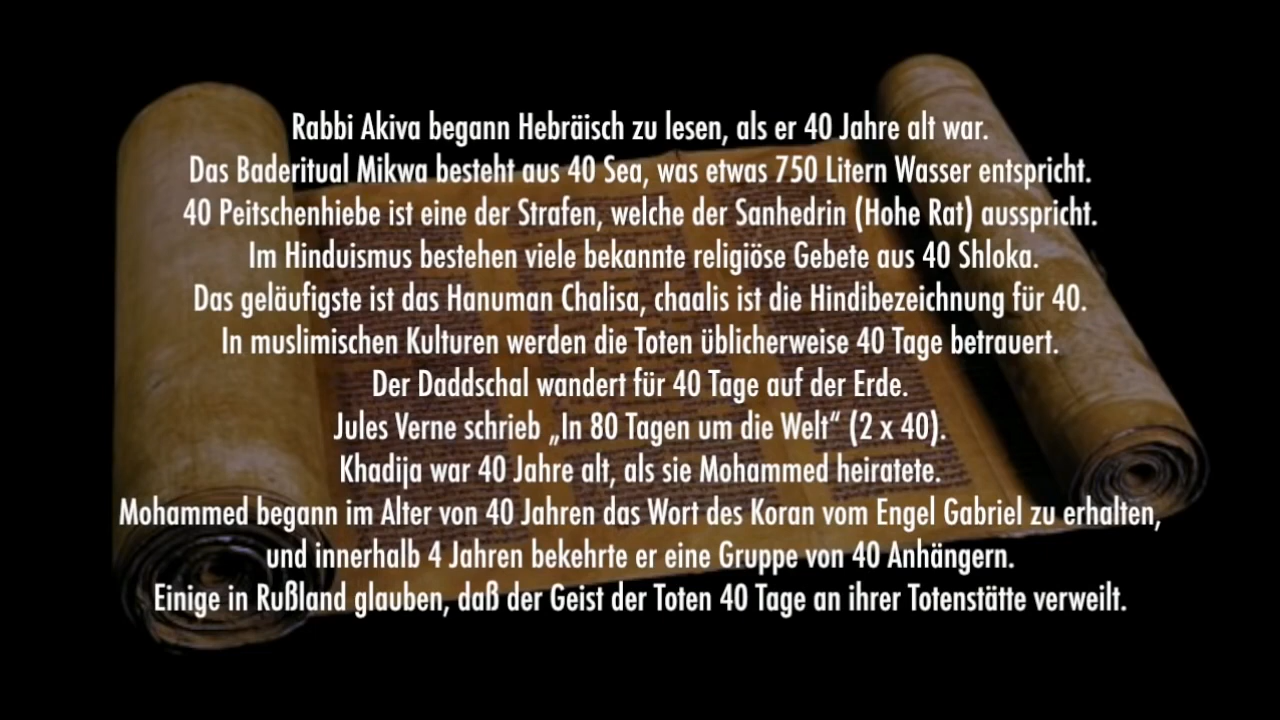 Rabbi Akiva begann Hebräisch zu lesen, als er 40 Jahre alt war.
Das Baderitual Mikwa besteht aus 40 Sea, was etwas 750 Litern Wasser entspricht.
40 Peitschenhiebe ist eine der Strafen, welche der Sanhedrin (Hohe Rat) ausspricht.
Im Hinduismus bestehen viele bekannte religiöse Gebete aus 40 Shloka.
Das geläufigste ist das Hanuman Chalisa, chaalis ist die Hindibezeichnung für 40.
In muslimischen Kulturen werden die Toten üblicherweise 40 Tage betrauert.
Der Daddschal wandert für 40 Tage auf der Erde.
Jules Verne schrieb „In 80 Tagen um die Welt“ (2 x 40).
Khadija war 40 Jahre alt, als sie Mohammed heiratete.
Mohammed begann im Alter von 40 Jahren das Wort des Koran vom Engel Gabriel zu erhalten,
und innerhalb 4 Jahren bekehrte er eine Gruppe von 40 Anhängern.
Einige in Rußland glauben, daß der Geist der Toten 40 Tage an ihrer Totenstätte verweilt.